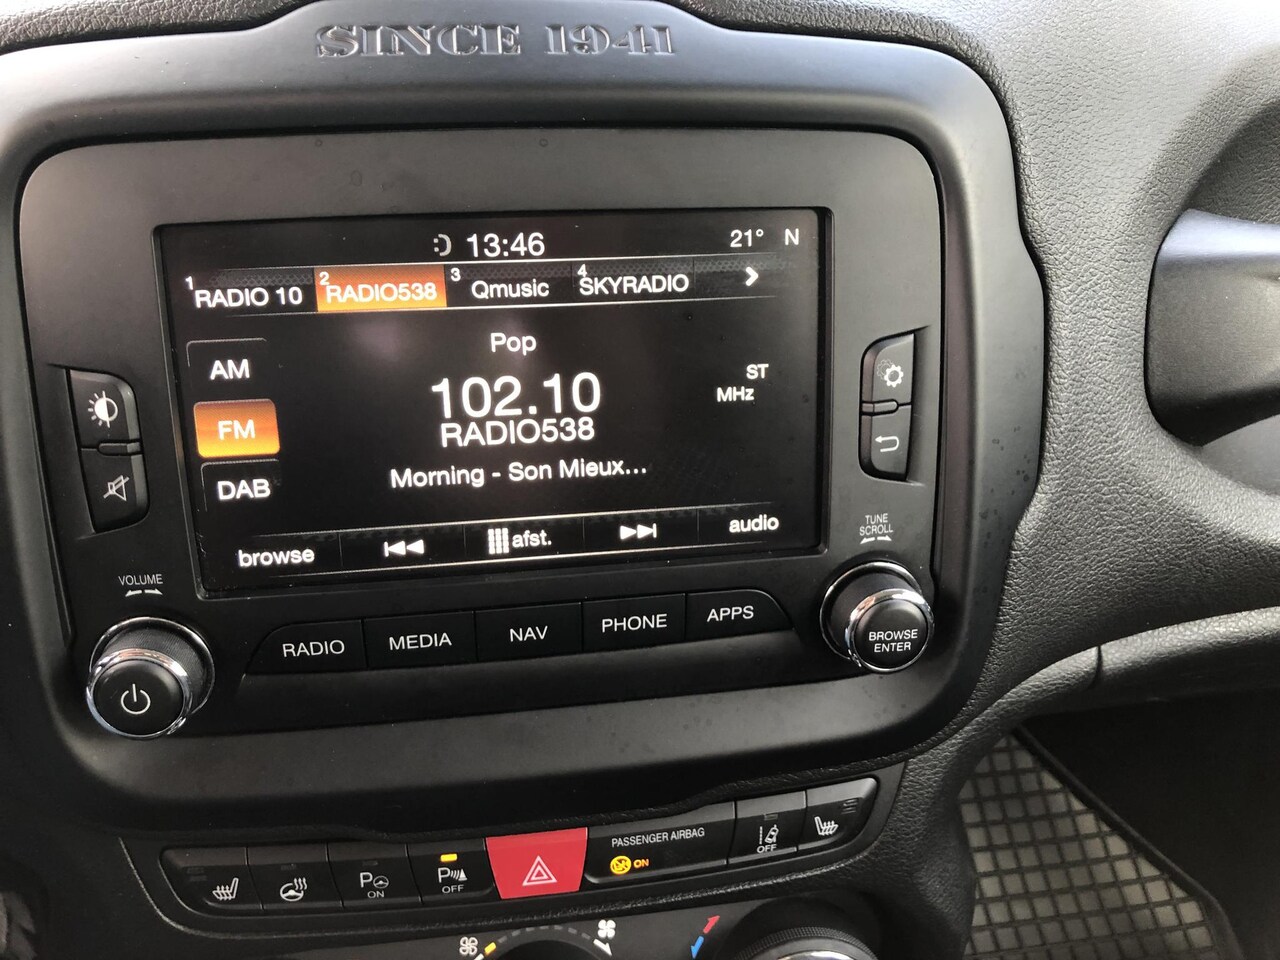 SINCE 1941
13:46 21° N
1 RADIO 10 2 RADIO538 3 Qmusic 4 SKYRADIO
Pop
AM
102.10 ST
MHz
FM
RADIO538
Morning - Son Mieux...
DAB
browse afst. audio
TUNE
SCROLL
VOLUME
RADIO MEDIA NAV PHONE APPS
BROWSE
ENTER
PASSENGER AIRBAG
ON
P
ON
P
OFF
OFF